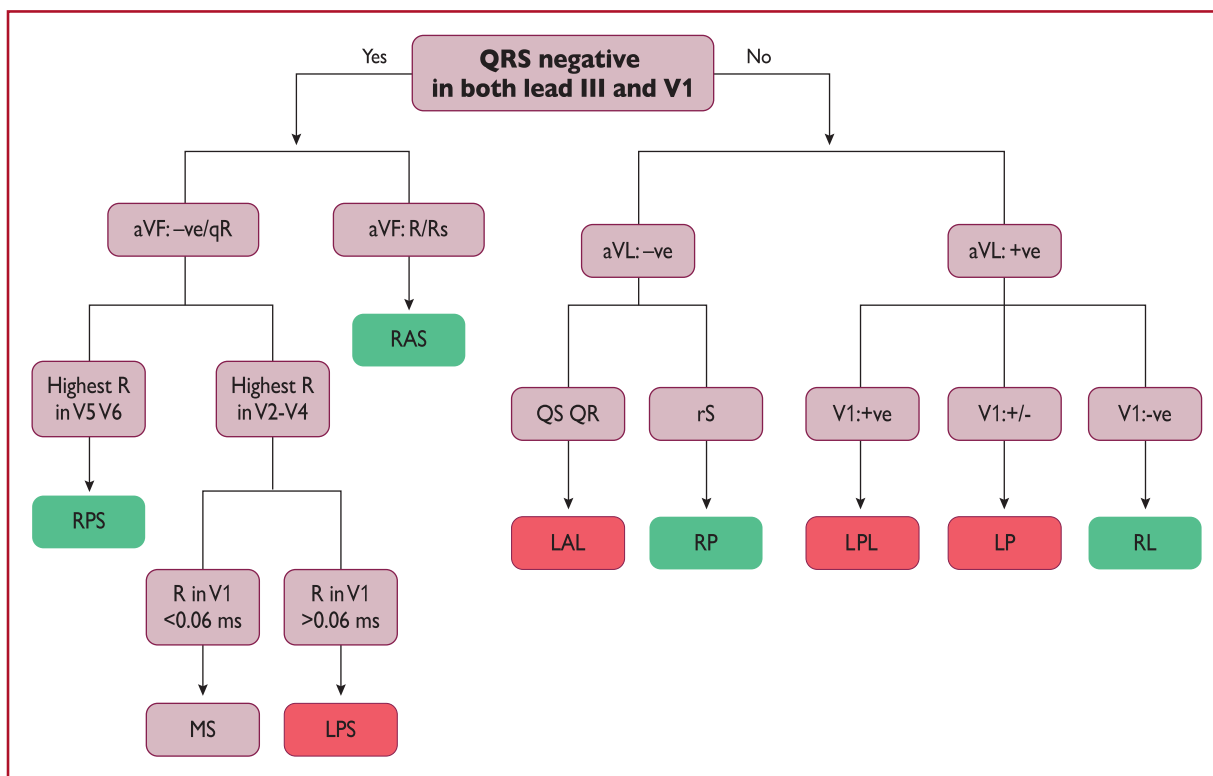 QRS negative
in both lead III and V1
Yes
No
aVF: –ve/qR
aVF: R/Rs
aVL: –ve
aVL: +ve
RAS
Highest R
in V5 V6
Highest R
in V2-V4
QS QR
rS
V1:+ve
V1:+/-
V1:-ve
RPS
LAL
RP
LPL
LP
RL
R in V1
<0.06 ms
R in V1
>0.06 ms
MS
LPS